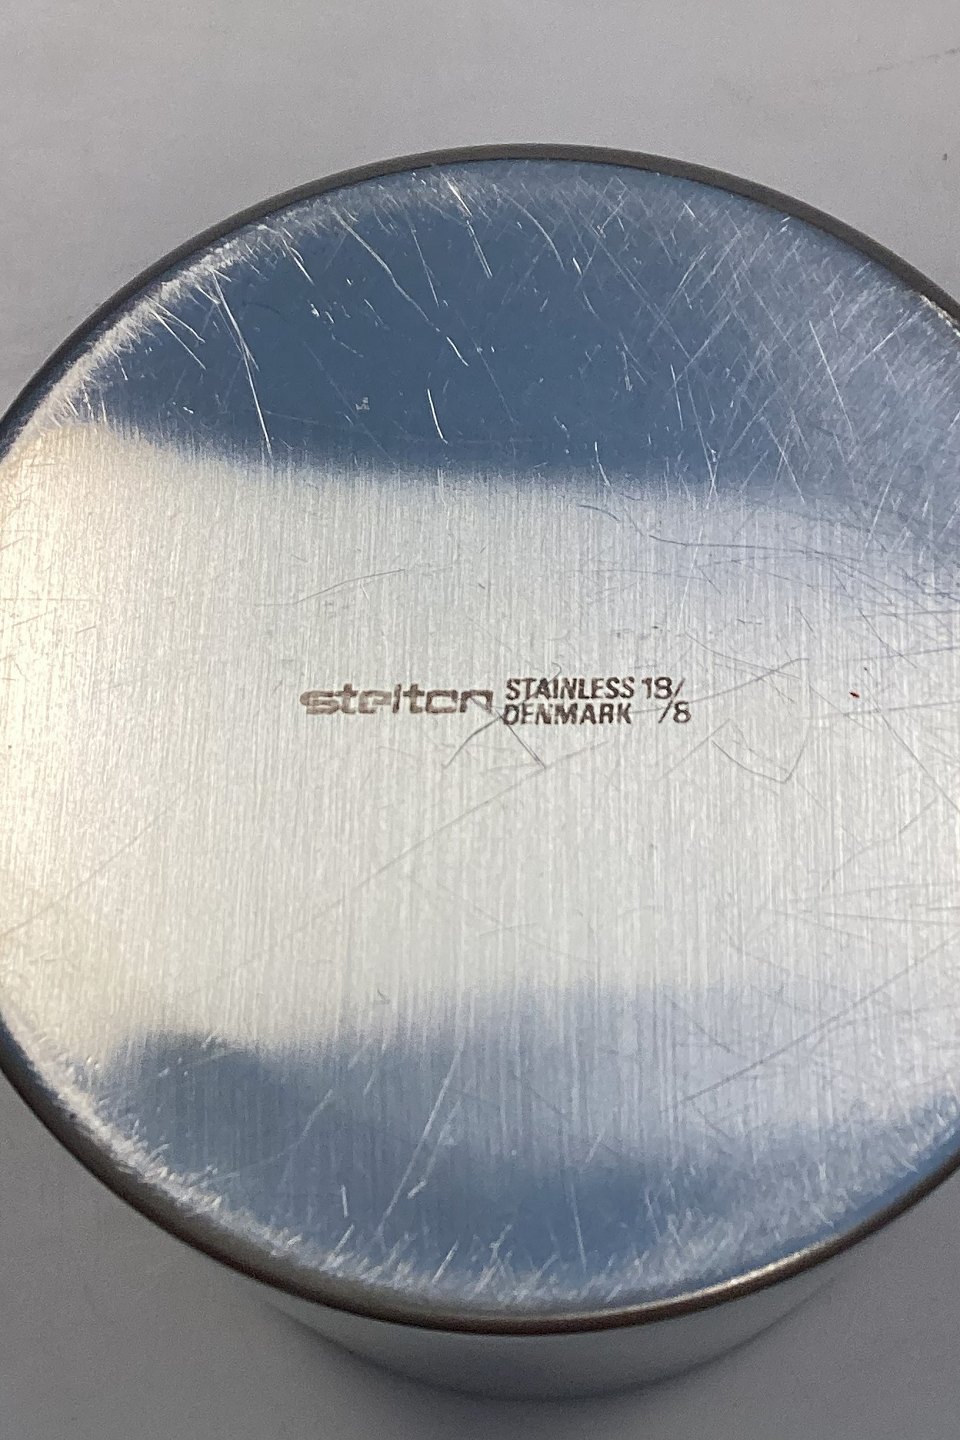 stelton STAINLESS 18/
DENMARK /8